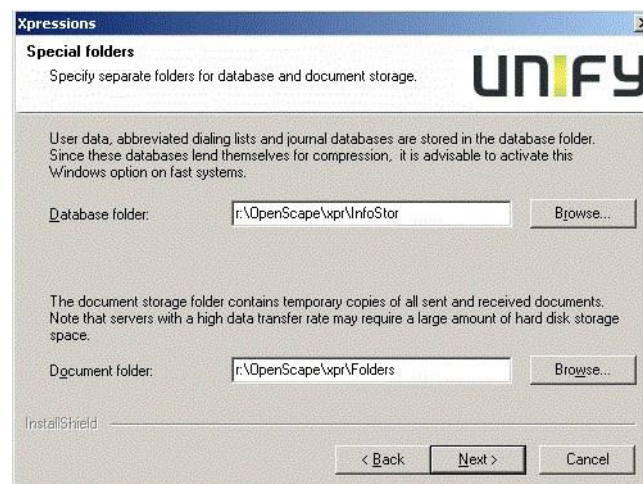 Xpressions
Special folders
Specify separate folders for database and document storage.
UNIFY
User data, abbreviated dialing lists and journal databases are stored in the database folder.
Since these databases lend themselves for compression, it is advisable to activate this
Windows option on fast systems.
Database folder:
r:\OpenScape\xpr\InfoStor
Browse...
The document storage folder contains temporary copies of all sent and received documents.
Note that servers with a high data transfer rate may require a large amount of hard disk storage
space.
Document folder:
r:\OpenScape\xpr\Folders
Browse...
InstallShield
< Back
Next >
Cancel